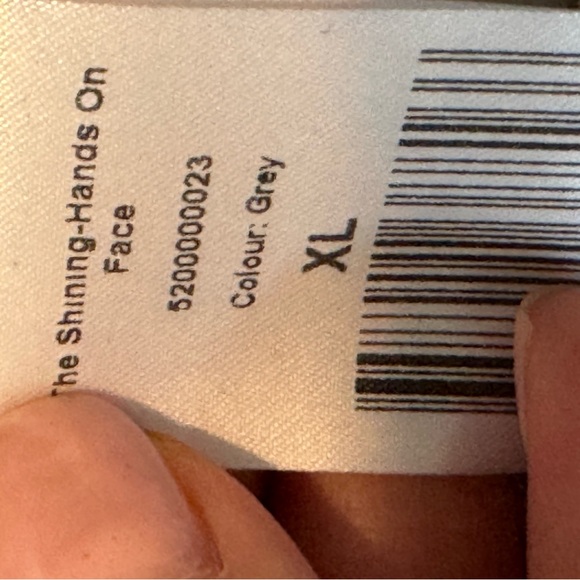 The Shining-Hands On
Face
5200000023
Colour: Grey
XL